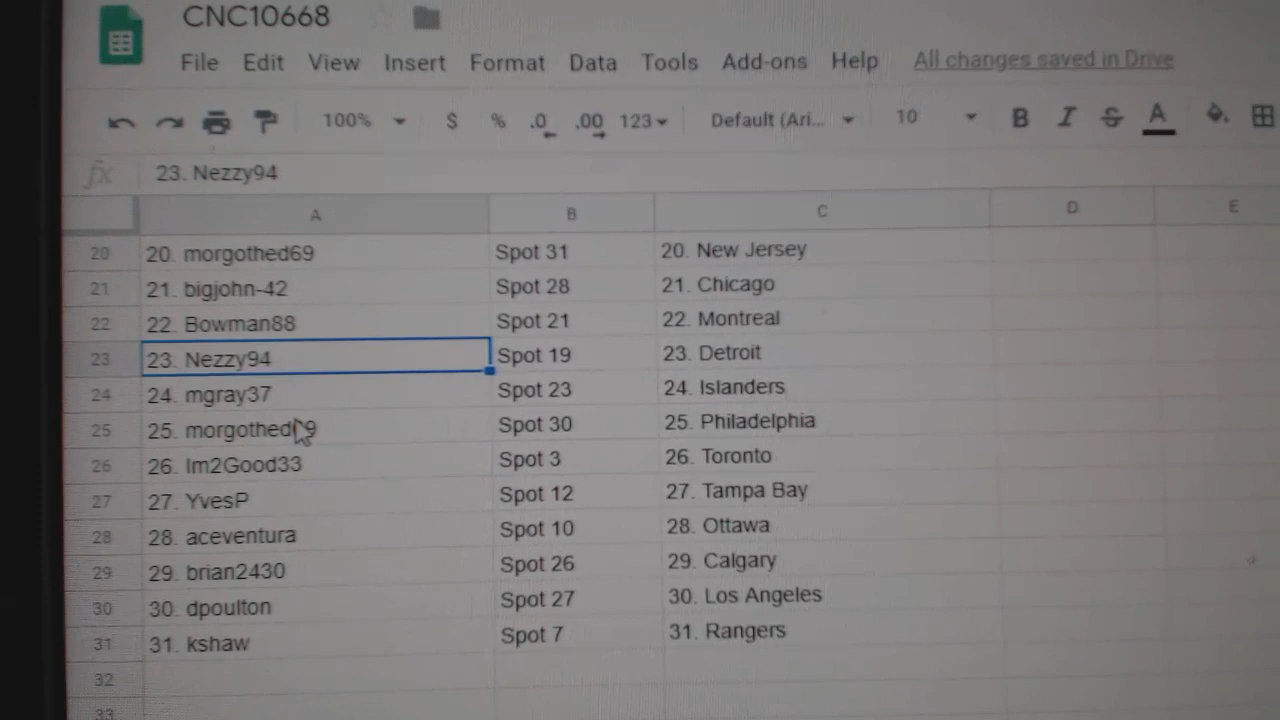 CNC10668
File Edit View Insert Format Data Tools Add-ons Help All changes saved in Drive
100% $ % .0 .00 123 Default (Ari... 10 B I S A
fx 23. Nezzy94
A B C D E
20 20. morgothed69 Spot 31 20. New Jersey
21 21. bigjohn-42 Spot 28 21. Chicago
22 22. Bowman88 Spot 21 22. Montreal
23 23. Nezzy94 Spot 19 23. Detroit
24 24. mgray37 Spot 23 24. Islanders
25 25. morgothed69 Spot 30 25. Philadelphia
26 26. Im2Good33 Spot 3 26. Toronto
27 27. YvesP Spot 12 27. Tampa Bay
28 28. aceventura Spot 10 28. Ottawa
29 29. brian2430 Spot 26 29. Calgary
30 30. dpoulton Spot 27 30. Los Angeles
31 31. kshaw Spot 7 31. Rangers
32
33